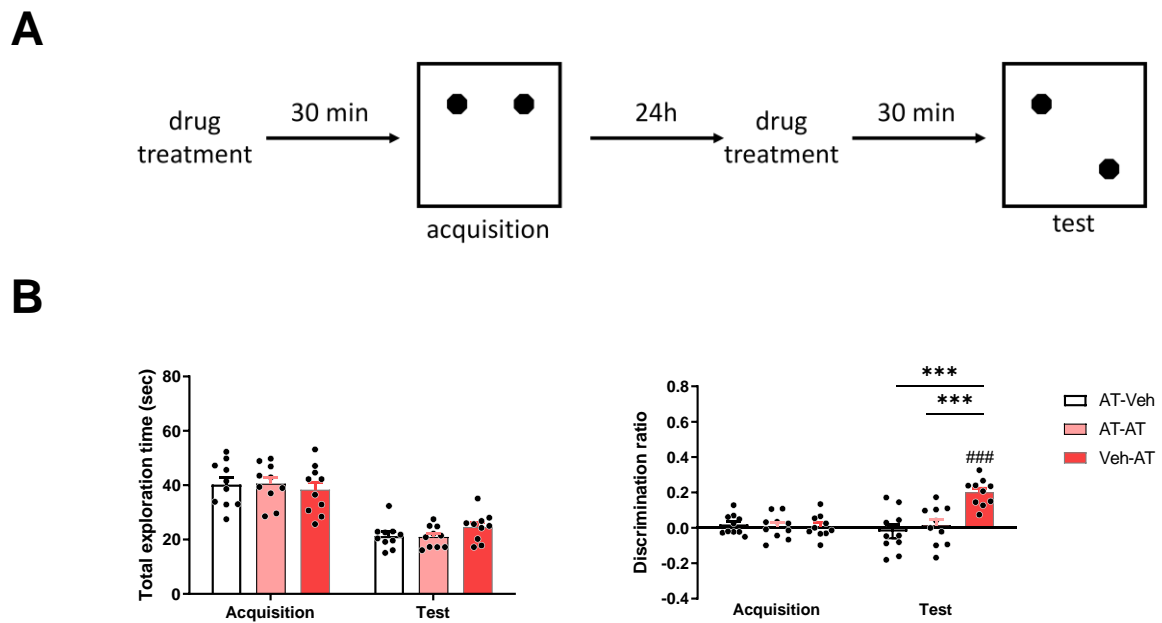 A
drug
treatment
30 min
acquisition
24h
drug
treatment
30 min
test
B
Total exploration time (sec)
80
60
40
20
0
Acquisition
Test
Discrimination ratio
0.8
0.6
0.4
0.2
0.0
-0.2
-0.4
***
***
###
Acquisition
Test
AT-Veh
AT-AT
Veh-AT